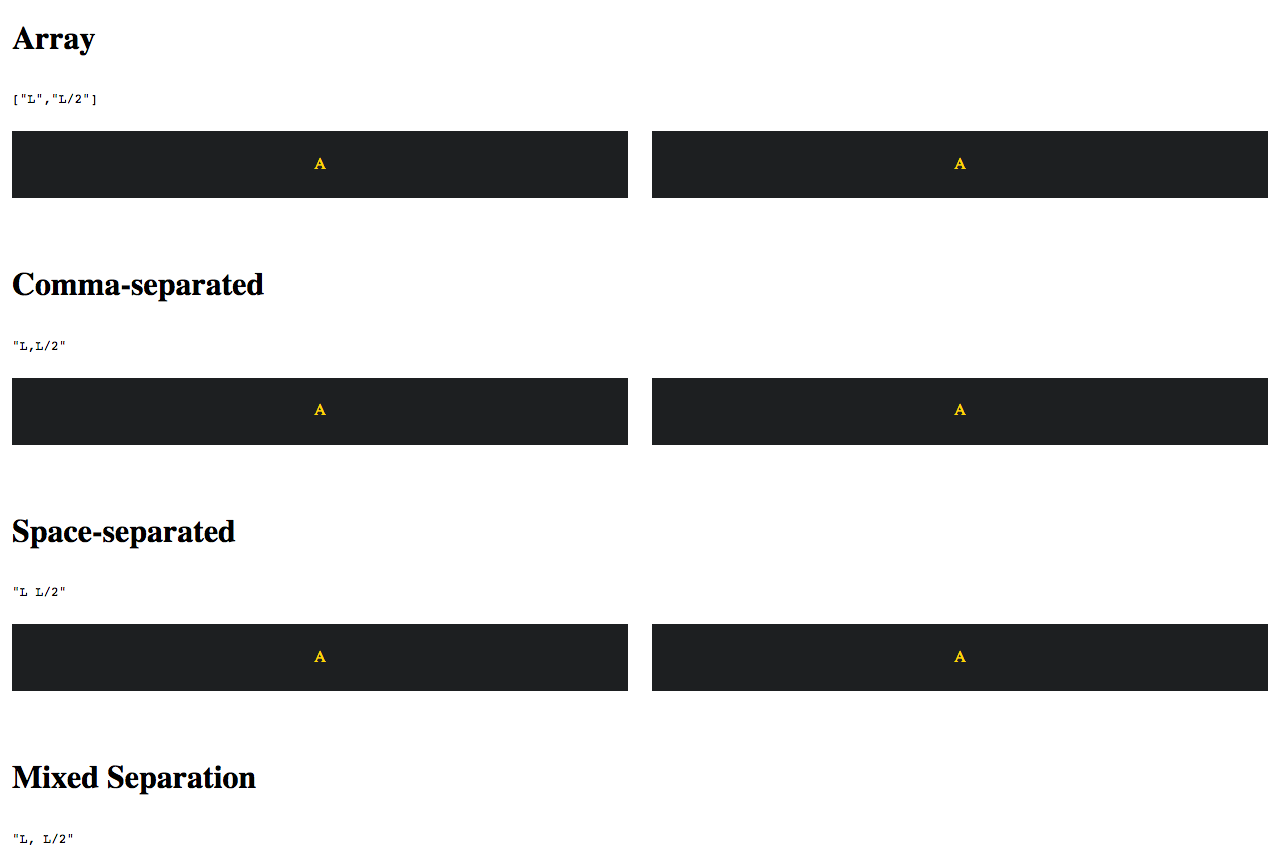 Array
["L","L/2"]
A A
Comma-separated
"L,L/2"
A A
Space-separated
"L L/2"
A A
Mixed Separation
"L, L/2"